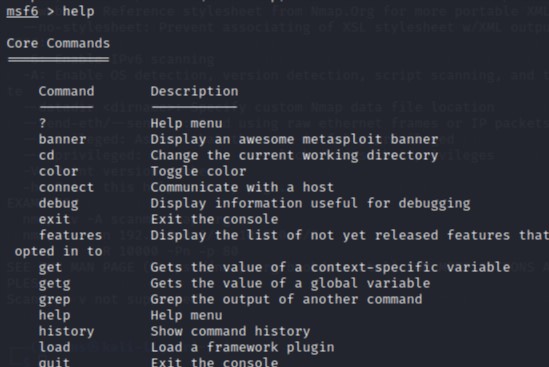 msf6 > help
Core Commands
Command Description
? Help menu
banner Display an awesome metasploit banner
cd Change the current working directory
color Toggle color
connect Communicate with a host
debug Display information useful for debugging
exit Exit the console
features Display the list of not yet released features that
opted in to
get Gets the value of a context-specific variable
getg Gets the value of a global variable
grep Grep the output of another command
help Help menu
history Show command history
load Load a framework plugin
quit Exit the console